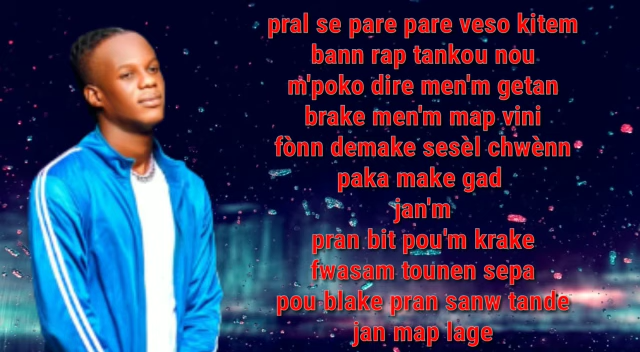 pral se pare pare veso kitem
bann rap tankou nou
m'poko dire men'm getan
brake men'm map vini
fònn demake sesèl chwènn
paka make gad
jan'm
pran bit pou'm krake
fwasam tounen sepa
pou blake pran sanw tande
jan map lage